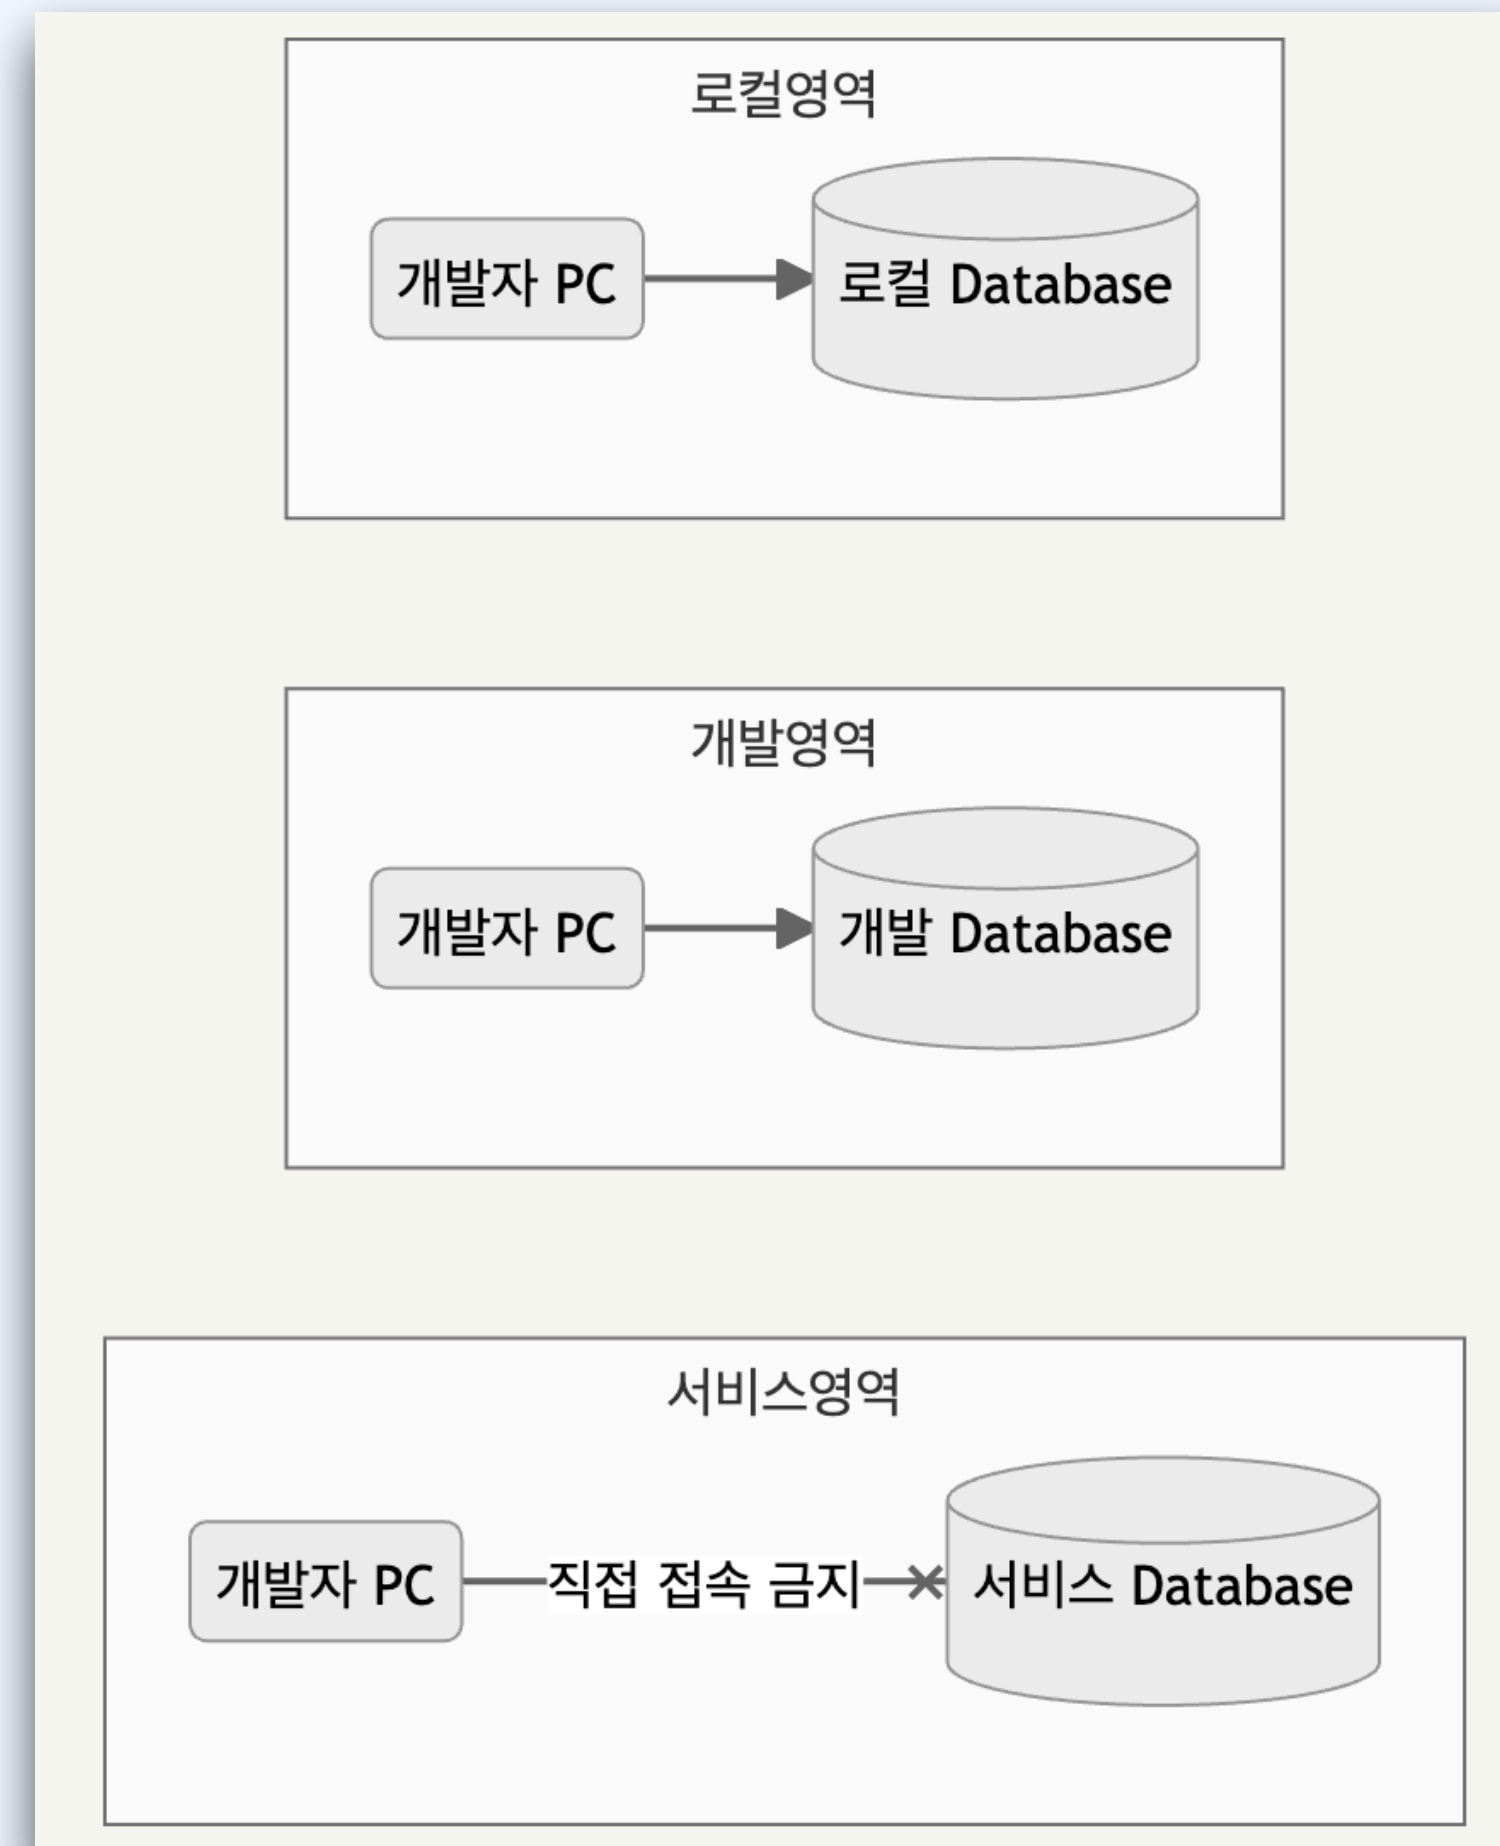 로컬영역
개발자 PC
로컬 Database
개발영역
개발자 PC
개발 Database
서비스영역
개발자 PC
직접 접속 금지
서비스 Database